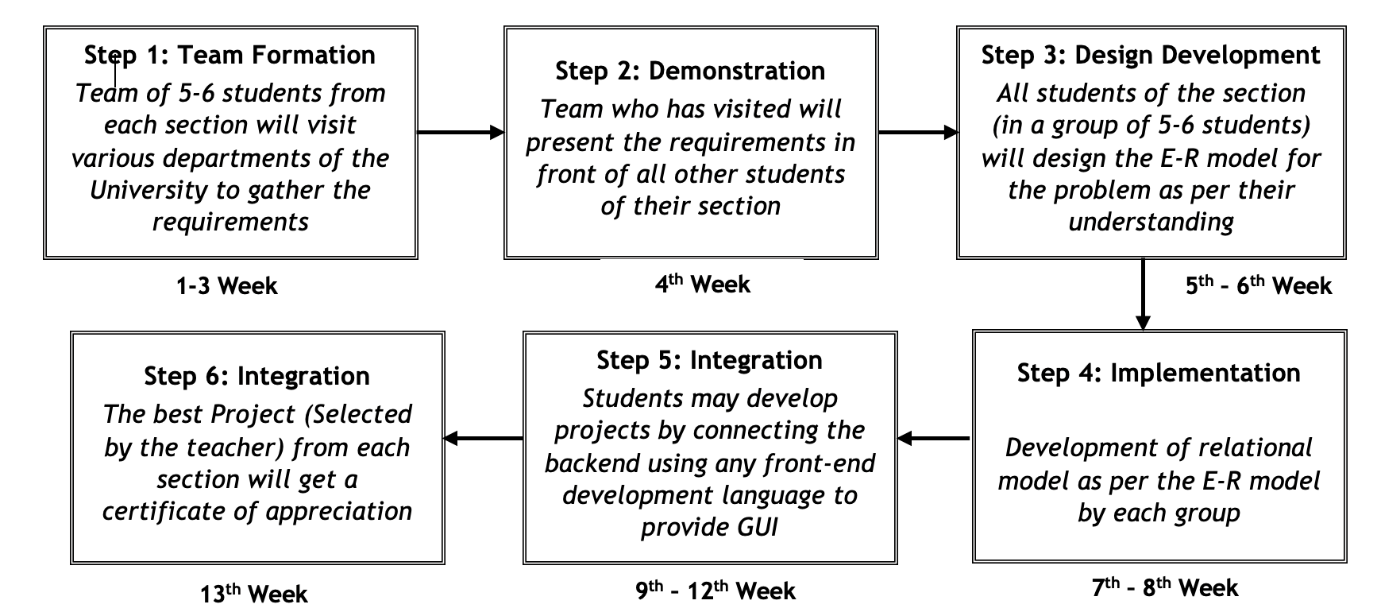 Step 1: Team Formation
Team of 5-6 students from
each section will visit
various departments of the
University to gather the
requirements
1-3 Week
Step 2: Demonstration
Team who has visited will
present the requirements in
front of all other students
of their section
4th Week
Step 3: Design Development
All students of the section
(in a group of 5-6 students)
will design the E-R model for
the problem as per their
understanding
5th – 6th Week
Step 4: Implementation
Development of relational
model as per the E-R model
by each group
7th – 8th Week
Step 5: Integration
Students may develop
projects by connecting the
backend using any front-end
development language to
provide GUI
9th – 12th Week
Step 6: Integration
The best Project (Selected
by the teacher) from each
section will get a
certificate of appreciation
13th Week